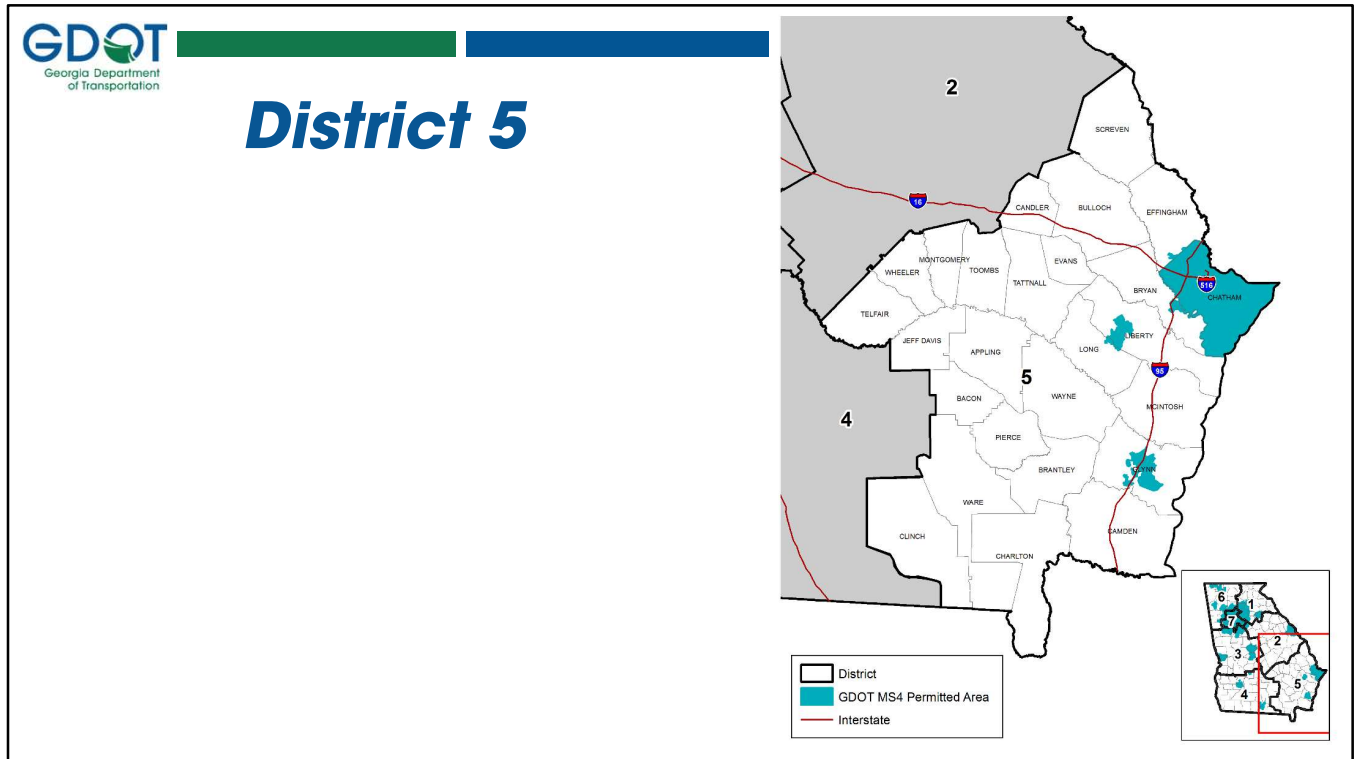 GDOT
Georgia Department
of Transportation
District 5
2
SCREVEN
16
CANDLER
BULLOCH
EFFINGHAM
MONTGOMERY
EVANS
WHEELER
TOOMBS
TATTNALL
BRYAN
516
CHATHAM
TELFAIR
LIBERTY
JEFF DAVIS
APPLING
LONG
95
5
BACON
WAYNE
MCINTOSH
4
PIERCE
BRANTLEY
GLYNN
WARE
CLINCH
CAMDEN
CHARLTON
6
1
7
2
3
5
4
District
GDOT MS4 Permitted Area
Interstate